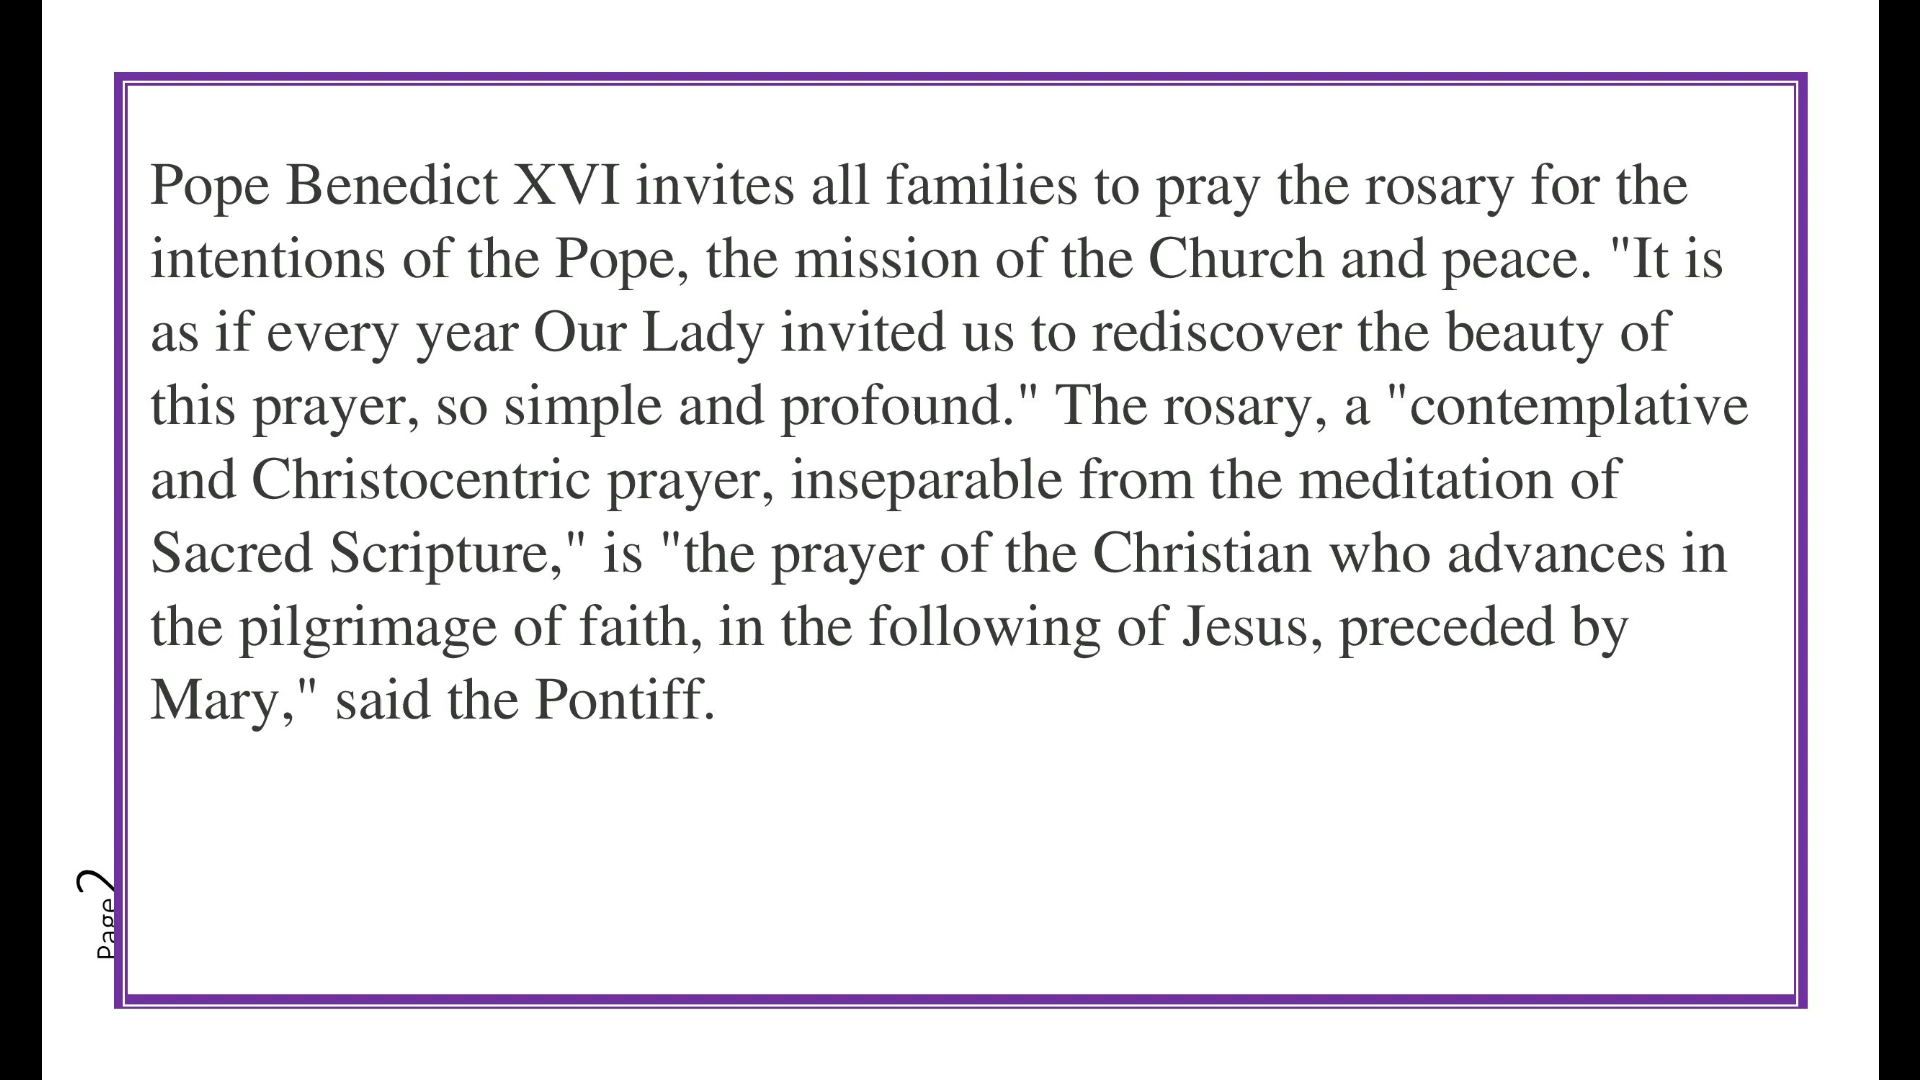 Pope Benedict XVI invites all families to pray the rosary for the
intentions of the Pope, the mission of the Church and peace. "It is
as if every year Our Lady invited us to rediscover the beauty of
this prayer, so simple and profound." The rosary, a "contemplative
and Christocentric prayer, inseparable from the meditation of
Sacred Scripture," is "the prayer of the Christian who advances in
the pilgrimage of faith, in the following of Jesus, preceded by
Mary," said the Pontiff.
Page 2